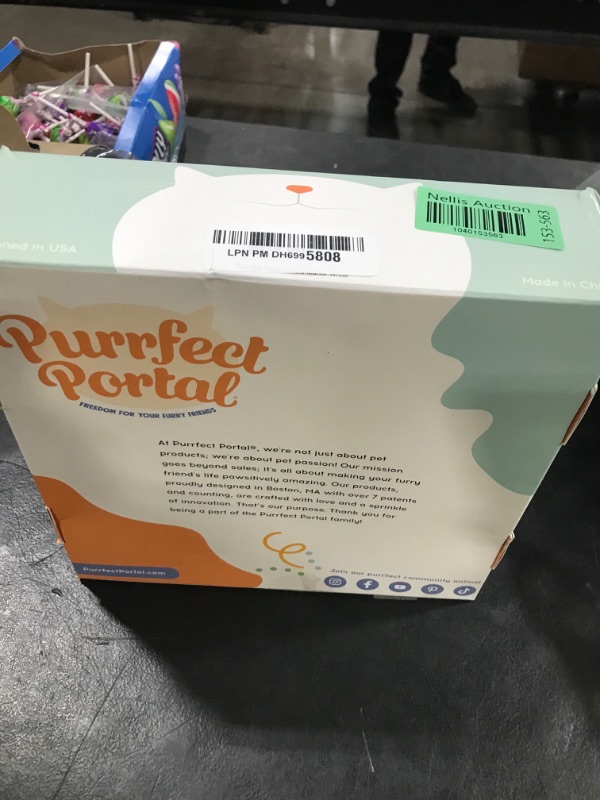 Nellis Auction
1040153563
153-563
LPN PM DH6995808
ned in USA
Made in Chi
Purrfect
Portal
FREEDOM FOR YOUR FURRY FRIENDS
At Purrfect Portal®, we're not just about pet
products; we're about pet passion! Our mission
goes beyond sales; it's all about making your furry
friend's life pawsitively amazing. Our products,
proudly designed in Boston, MA with over 7 patents
and counting, are crafted with love and a sprinkle
of innovation. That's our purpose. Thank you for
being a part of the Purrfect Portal family!
PurrfectPortal.com
Join our purrfect community online!